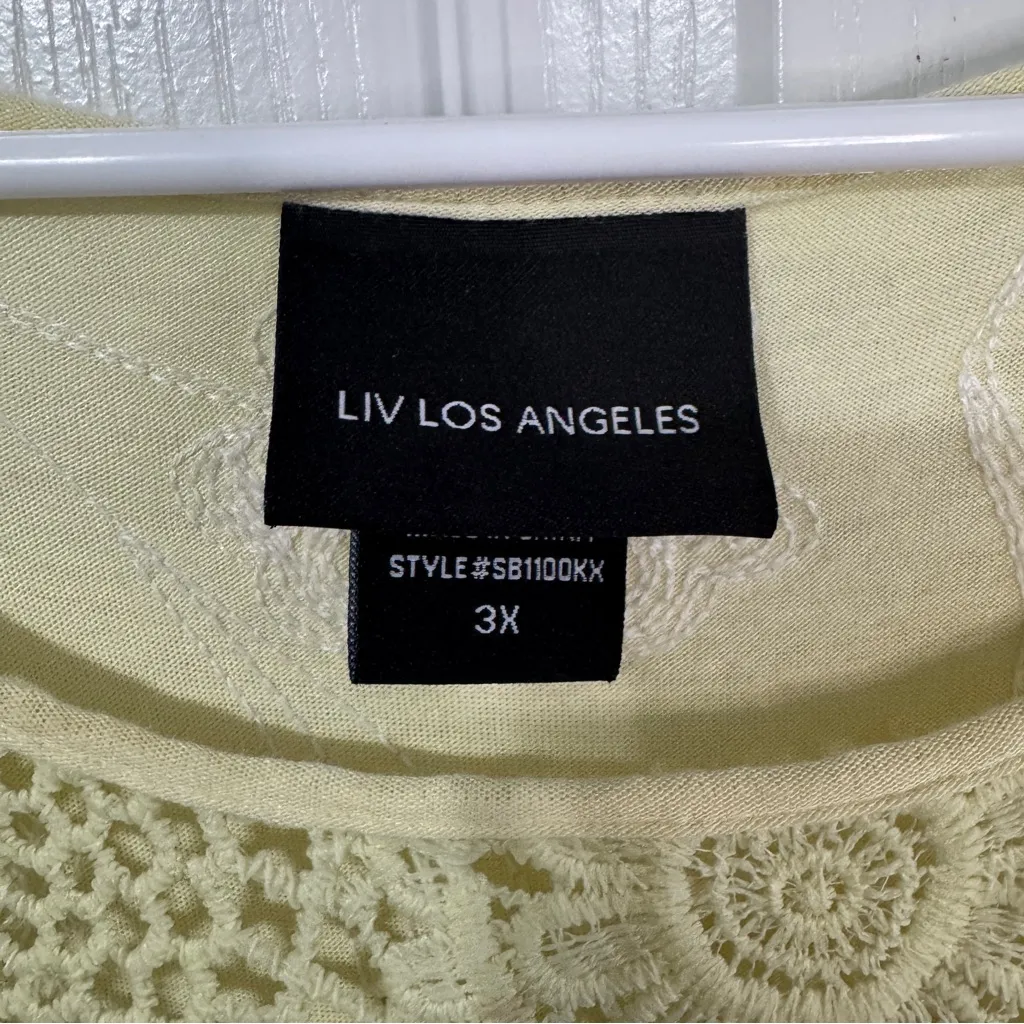 LIV LOS ANGELES
STYLE#SB1100KX
3X